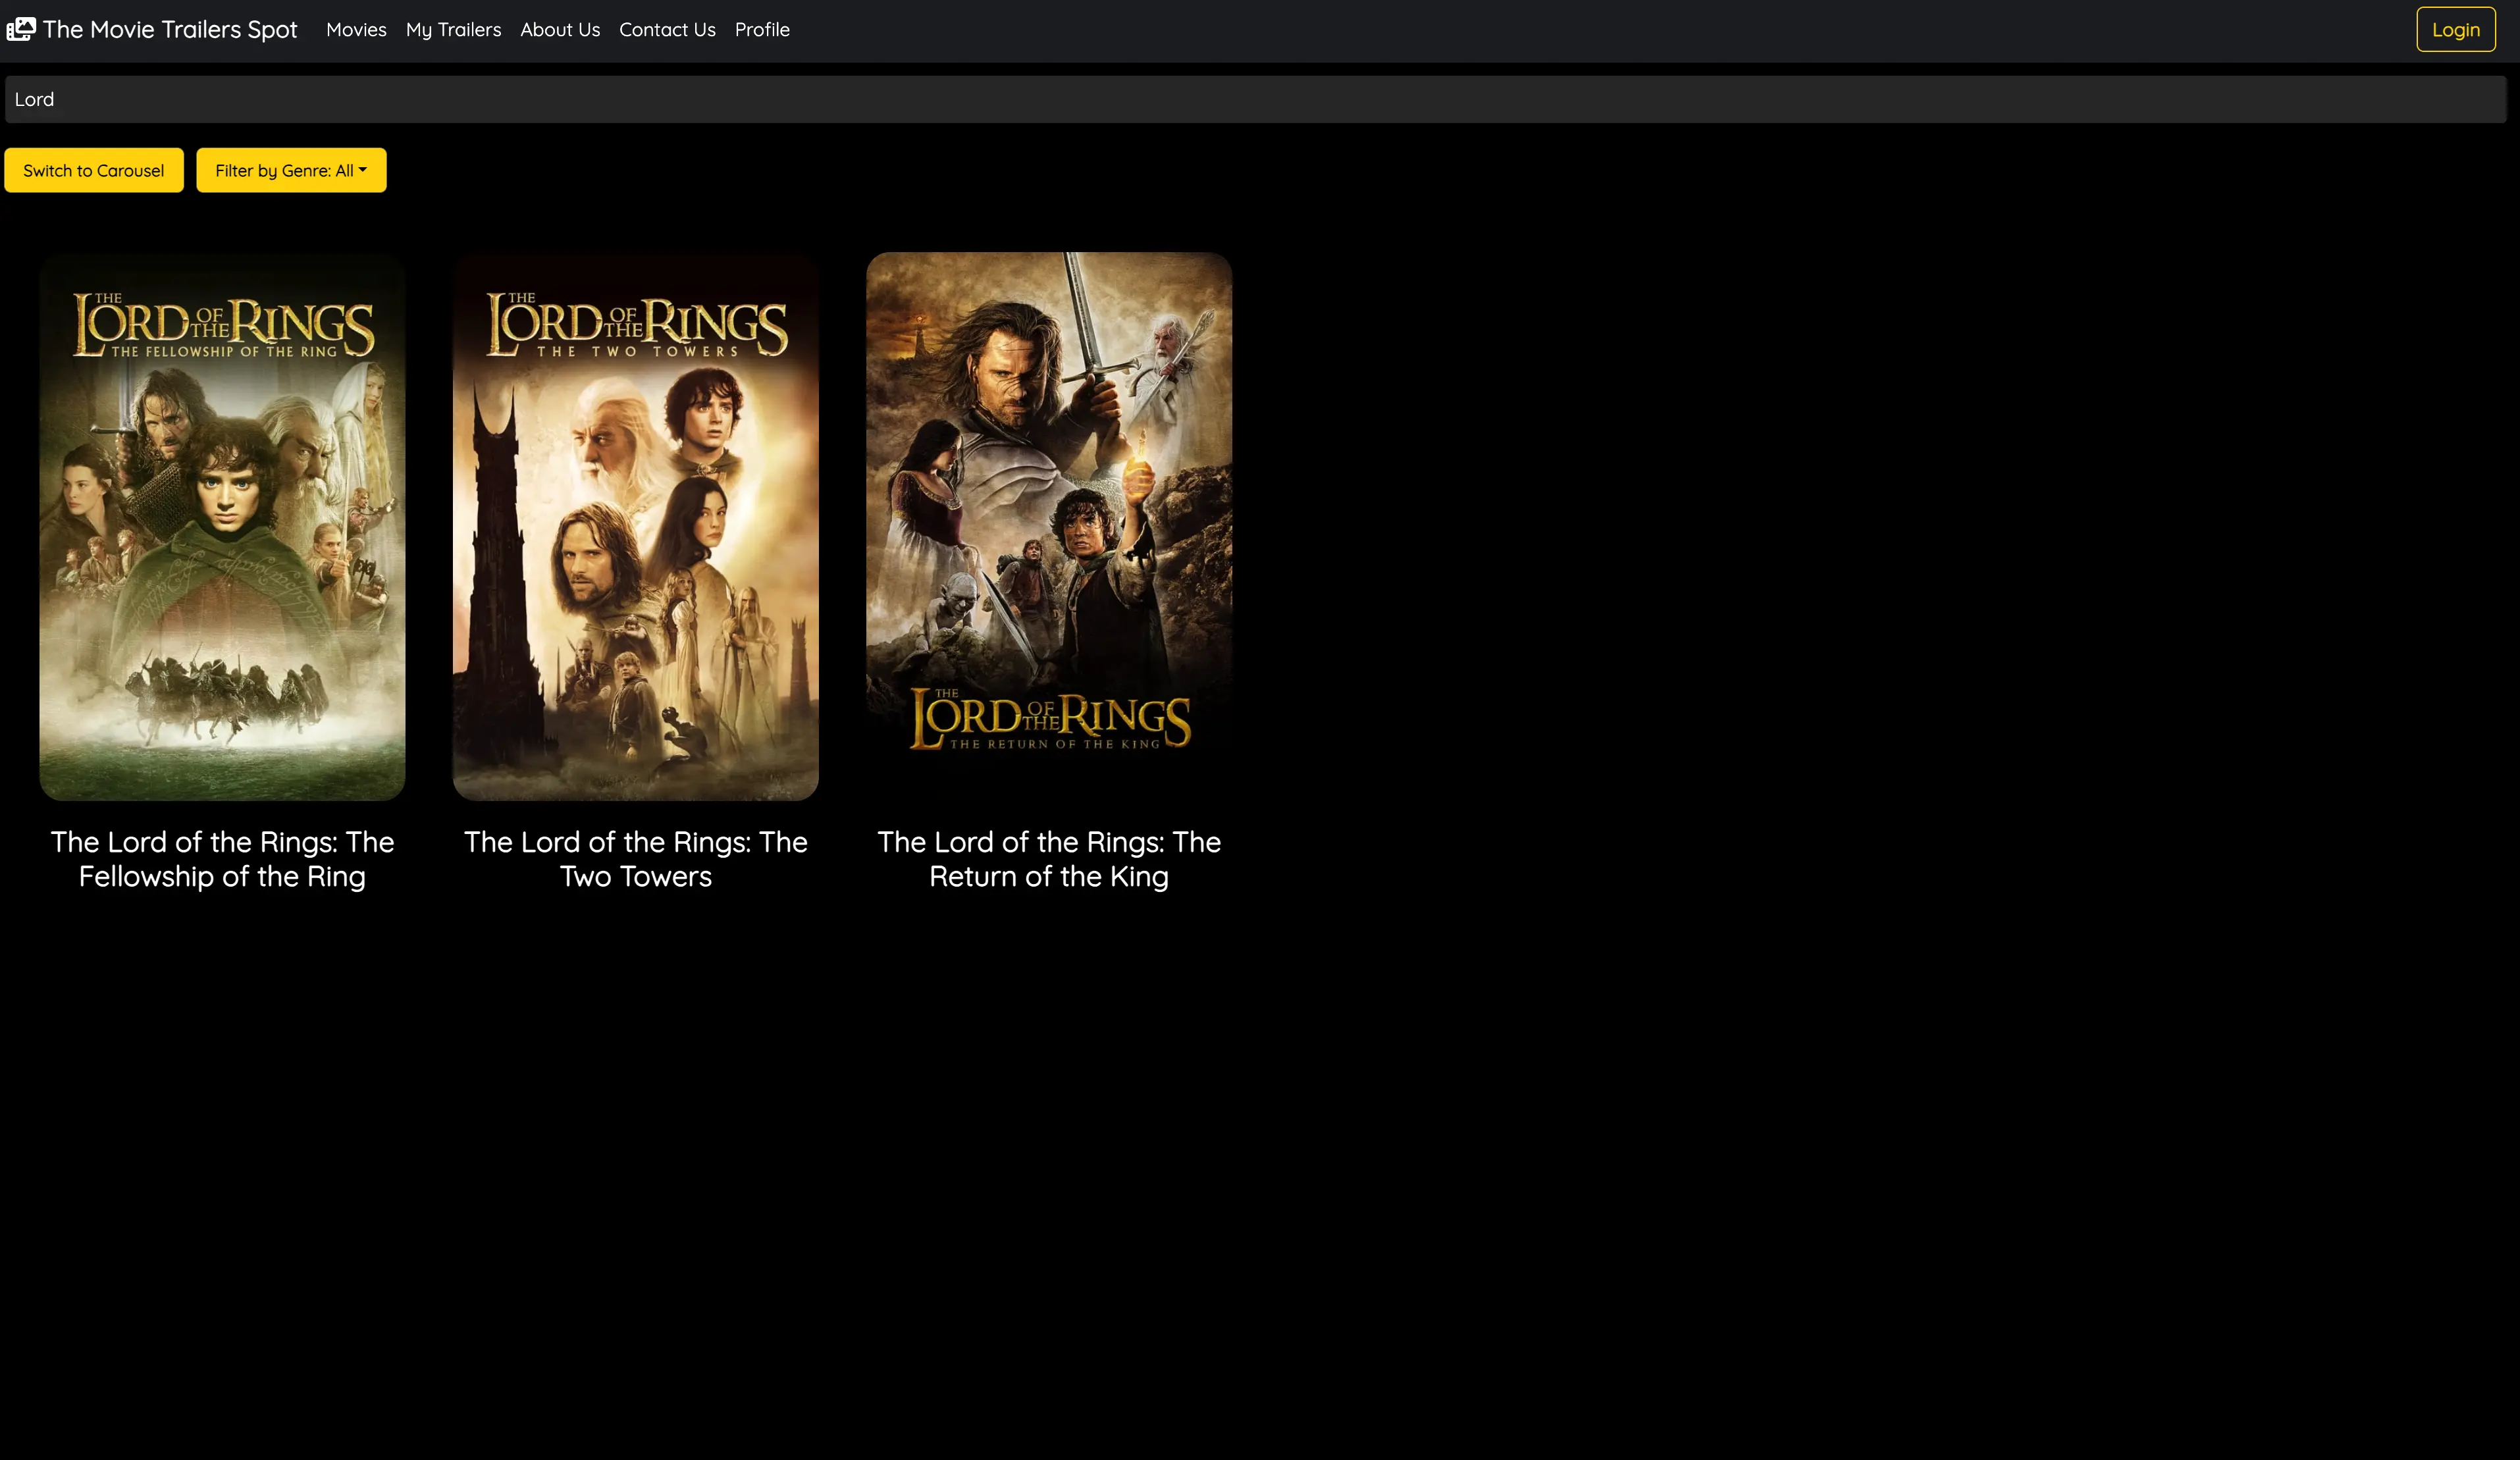 The Movie Trailers Spot Movies My Trailers About Us Contact Us Profile Login
Lord
Switch to Carousel Filter by Genre: All
THE
LORD OF THE RINGS
THE FELLOWSHIP OF THE RING
THE
LORD OF THE RINGS
THE TWO TOWERS
THE
LORD OF THE RINGS
THE RETURN OF THE KING
The Lord of the Rings: The
Fellowship of the Ring
The Lord of the Rings: The
Two Towers
The Lord of the Rings: The
Return of the King